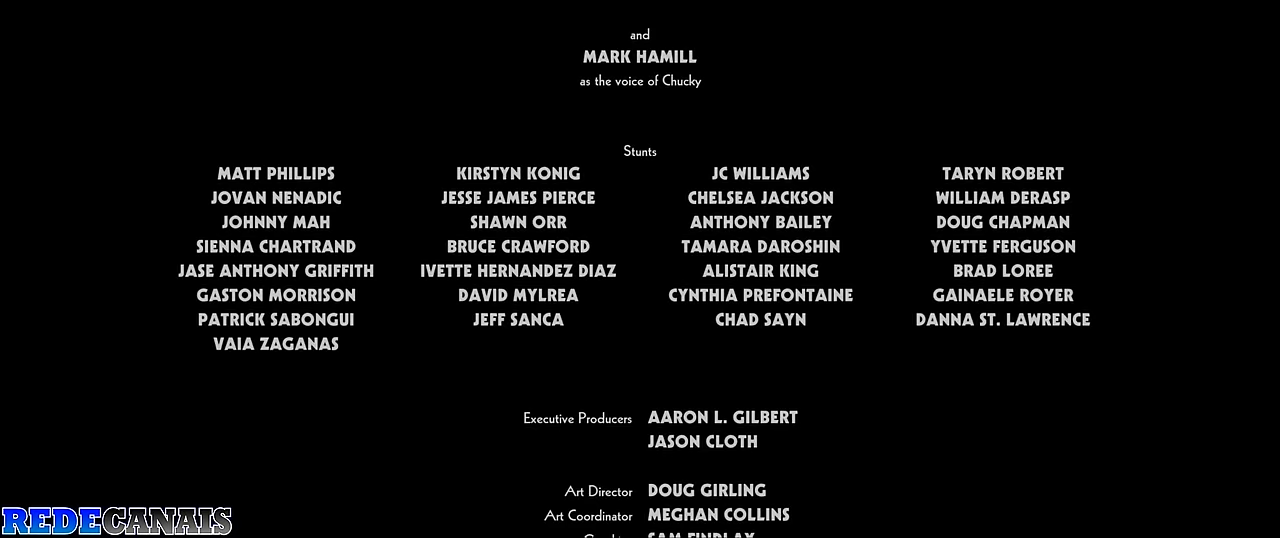 and
MARK HAMILL
as the voice of Chucky
Stunts
MATT PHILLIPS KIRSTYN KONIG JC WILLIAMS TARYN ROBERT
JOVAN NENADIC JESSE JAMES PIERCE CHELSEA JACKSON WILLIAM DERASP
JOHNNY MAH SHAWN ORR ANTHONY BAILEY DOUG CHAPMAN
SIENNA CHARTRAND BRUCE CRAWFORD TAMARA DAROSHIN YVETTE FERGUSON
JASE ANTHONY GRIFFITH IVETTE HERNANDEZ DIAZ ALISTAIR KING BRAD LOREE
GASTON MORRISON DAVID MYLREA CYNTHIA PREFONTAINE GAINAELE ROYER
PATRICK SABONGUI JEFF SANCA CHAD SAYN DANNA ST. LAWRENCE
VAIA ZAGANAS
Executive Producers AARON L. GILBERT
JASON CLOTH
Art Director DOUG GIRLING
Art Coordinator MEGHAN COLLINS
SAM FINDLAY
REDECANAIS